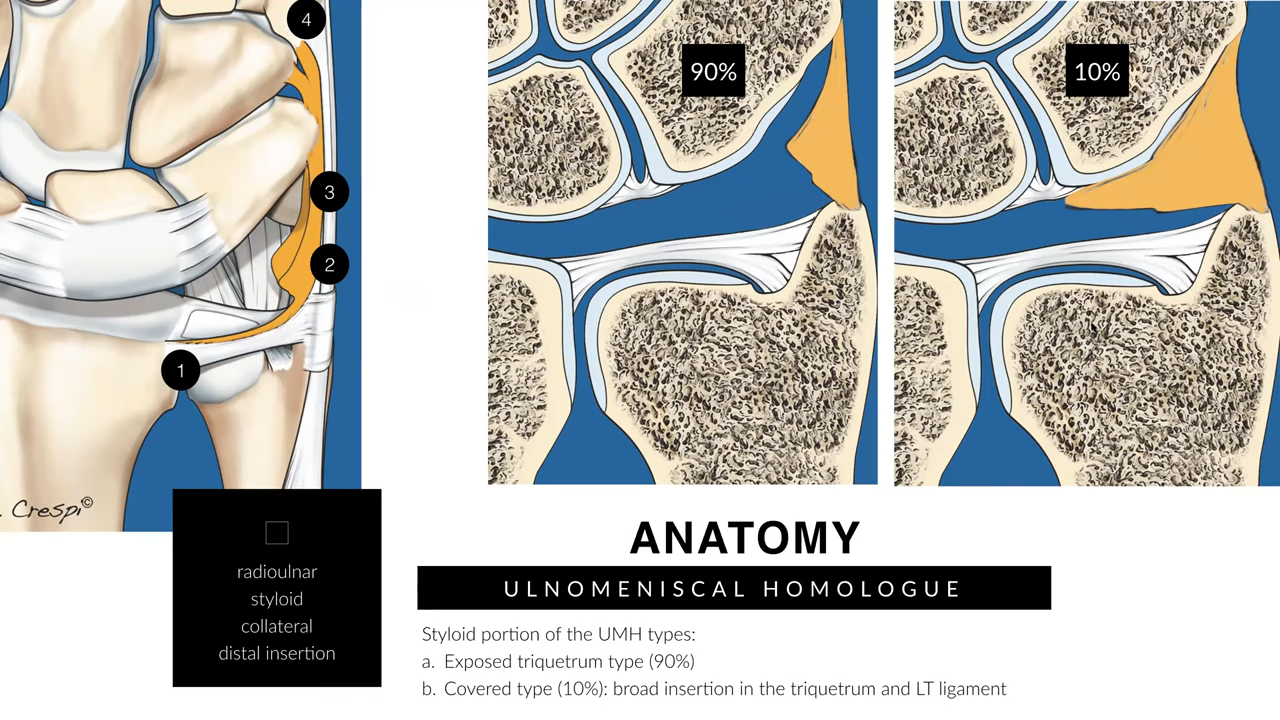 4
3
2
1
. Crespi©
90%
10%
radioulnar
styloid
collateral
distal insertion
ANATOMY
ULNOMENISCAL HOMOLOGUE
Styloid portion of the UMH types:
a. Exposed triquetrum type (90%)
b. Covered type (10%): broad insertion in the triquetrum and LT ligament